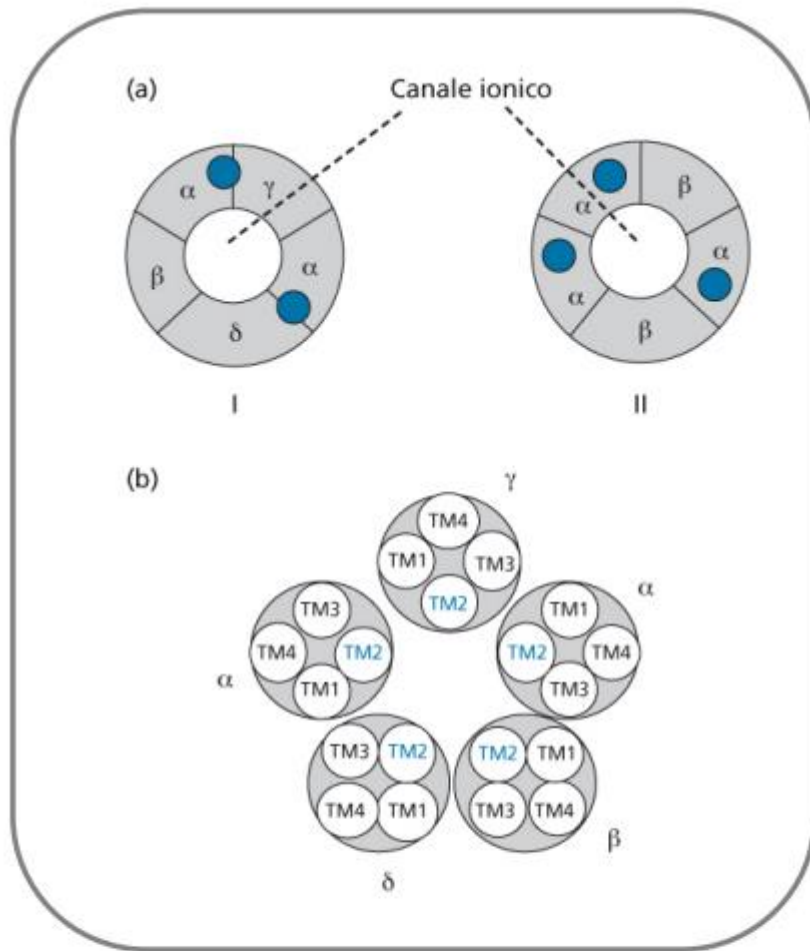 (a)
Canale ionico
α γ
β α
δ
I
α β
α α
β
II
(b)
γ
TM4
TM1 TM3
TM2
α
TM3
TM4 TM2
TM1
α
TM1
TM2 TM4
TM3
TM3 TM2
TM4 TM1
δ
TM2 TM1
TM3 TM4
β